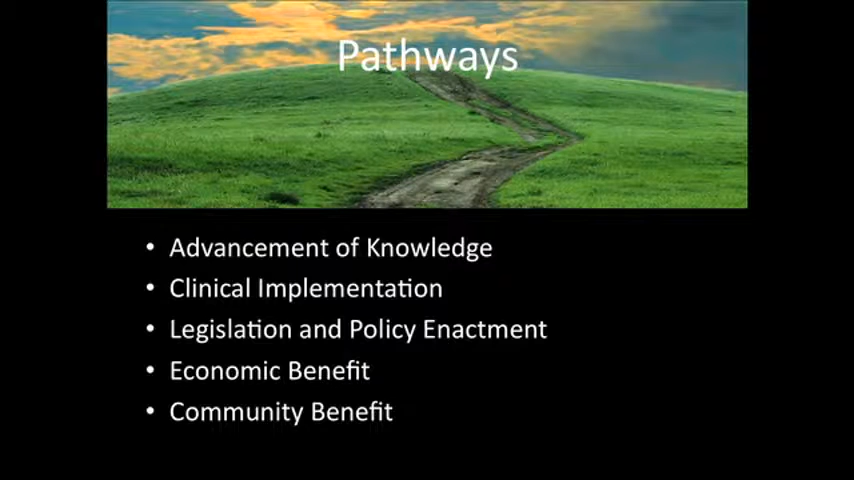 Pathways
• Advancement of Knowledge
• Clinical Implementation
• Legislation and Policy Enactment
• Economic Benefit
• Community Benefit